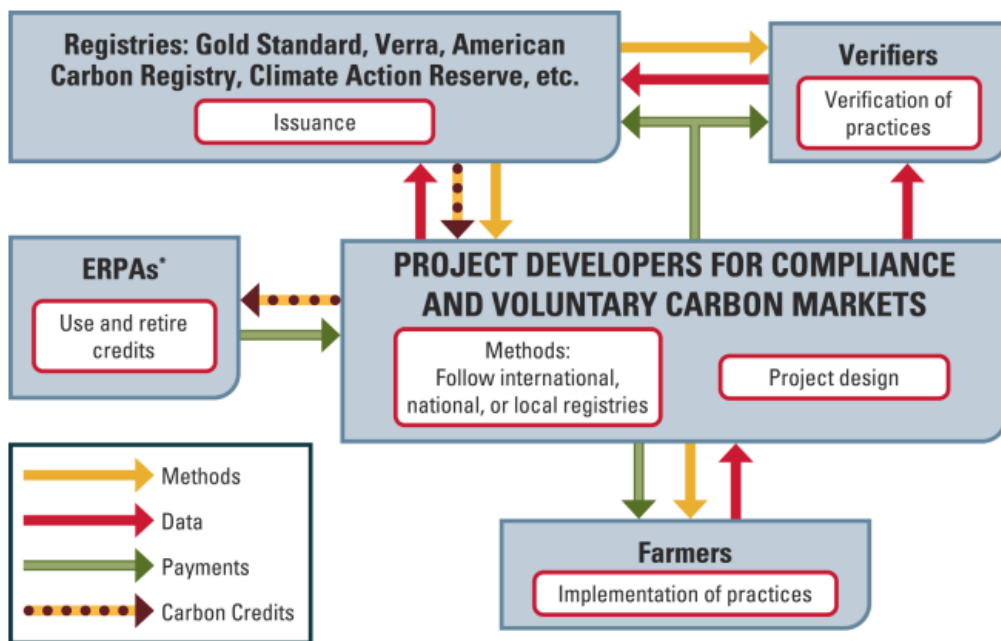 Registries: Gold Standard, Verra, American
Carbon Registry, Climate Action Reserve, etc.
Issuance
Verifiers
Verification of
practices
ERPAs*
Use and retire
credits
PROJECT DEVELOPERS FOR COMPLIANCE
AND VOLUNTARY CARBON MARKETS
Methods:
Follow international,
national, or local registries
Project design
Methods
Data
Payments
Carbon Credits
Farmers
Implementation of practices